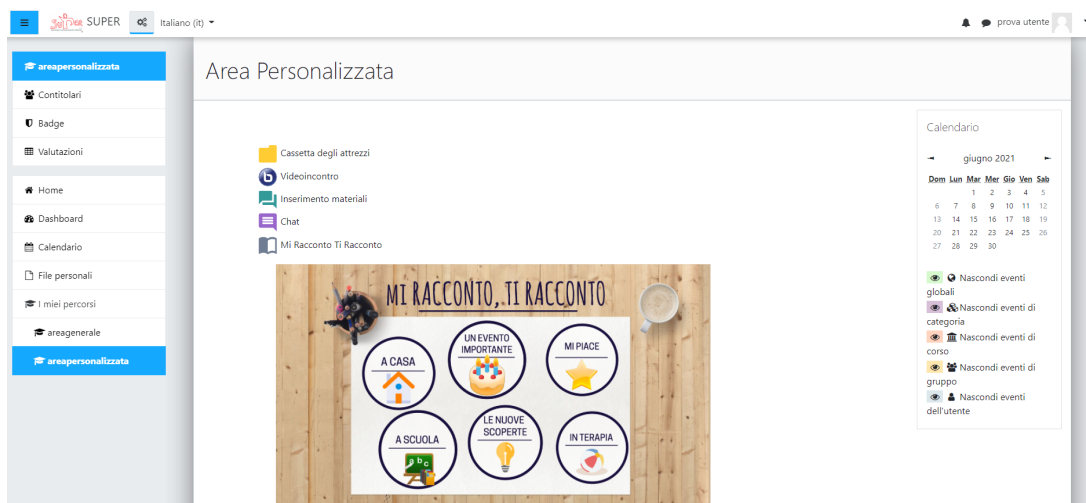 SUPER
Italiano (it)
prova utente
areapersonalizzata
Contitolari
Badge
Valutazioni
Home
Dashboard
Calendario
File personali
I miei percorsi
areagenerale
areapersonalizzata
Area Personalizzata
Cassetta degli attrezzi
Videoincontro
Inserimento materiali
Chat
Mi Racconto Ti Racconto
MI RACCONTO, TI RACCONTO
A CASA
UN EVENTO
IMPORTANTE
MI PIACE
A SCUOLA
a b c
LE NUOVE
SCOPERTE
IN TERAPIA
Calendario
giugno 2021
Dom Lun Mar Mer Gio Ven Sab
1 2 3 4 5
6 7 8 9 10 11 12
13 14 15 16 17 18 19
20 21 22 23 24 25 26
27 28 29 30
Nascondi eventi
globali
Nascondi eventi di
categoria
Nascondi eventi di
corso
Nascondi eventi di
gruppo
Nascondi eventi
dell'utente